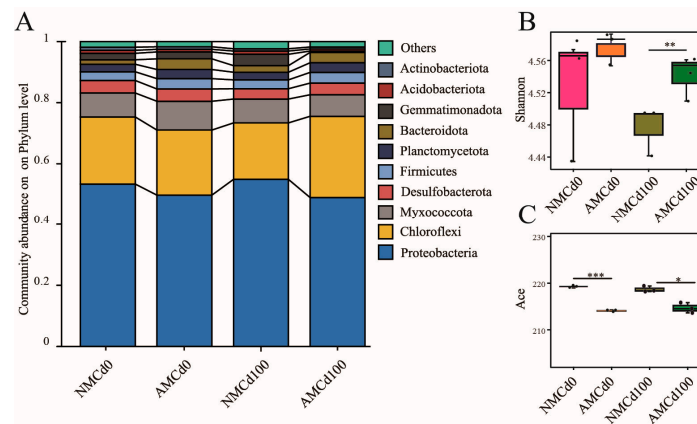 A
Community abundance on on Phylum level
1
0.8
0.6
0.4
0.2
0
NMCd0
AMCd0
NMCd100
AMCd100
Others
Actinobacteriota
Acidobacteriota
Gemmatimonadota
Bacteroidota
Planctomycetota
Firmicutes
Desulfobacterota
Myxococcota
Chloroflexi
Proteobacteria
B
Shannon
4.56
4.52
4.48
4.44
**
NMCd0
AMCd0
NMCd100
AMCd100
C
Ace
230
220
210
***
*
NMCd0
AMCd0
NMCd100
AMCd100